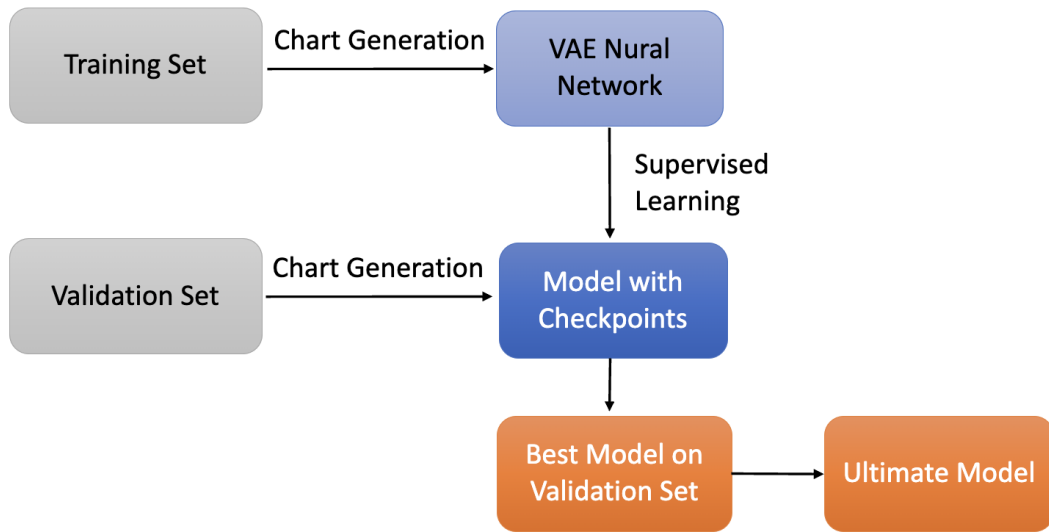 Training Set
Chart Generation
VAE Nural
Network
Supervised
Learning
Validation Set
Chart Generation
Model with
Checkpoints
Best Model on
Validation Set
Ultimate Model